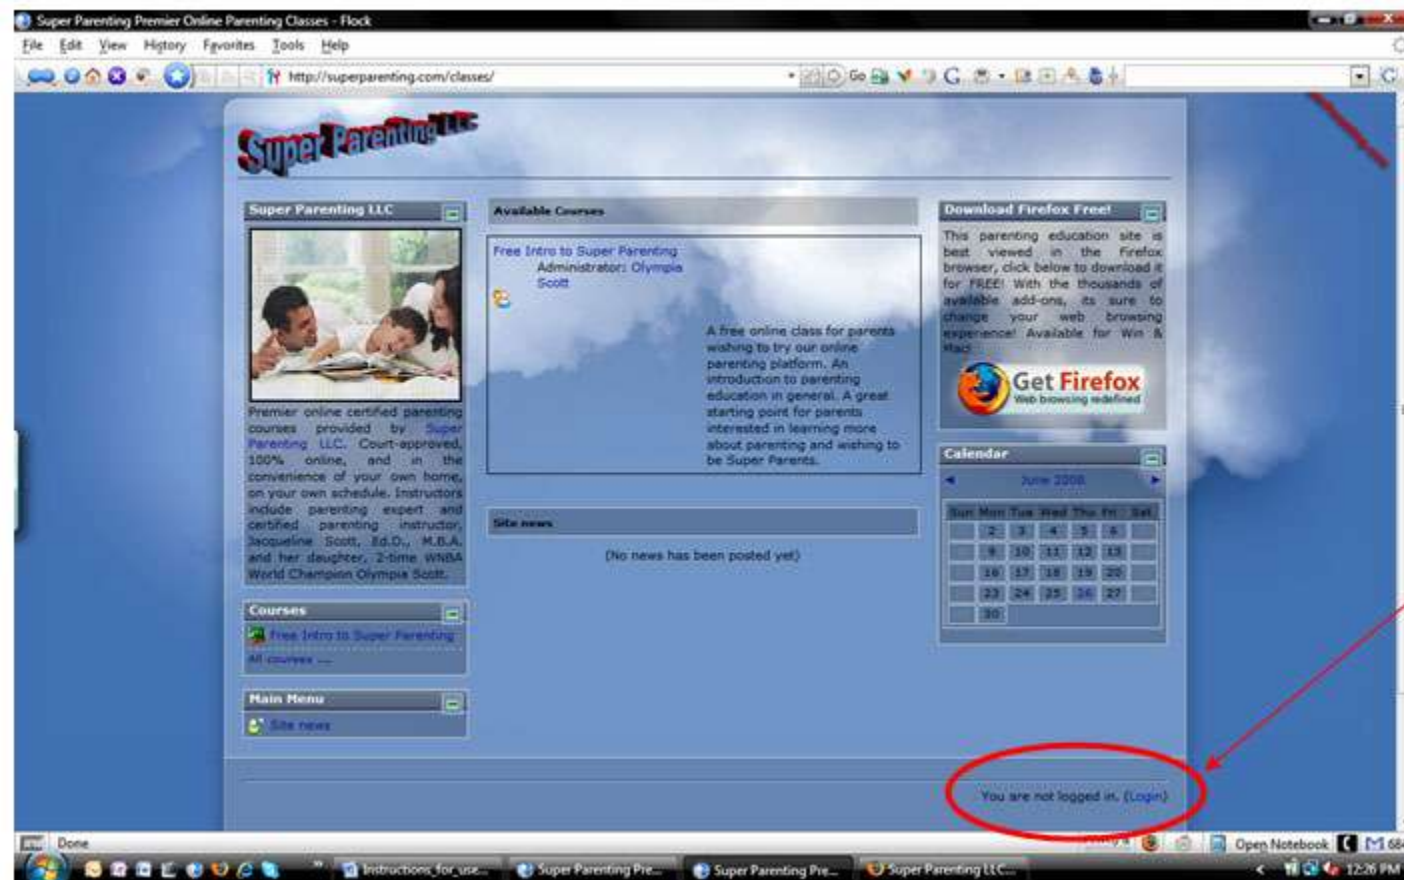 Super Parenting Premier Online Parenting Classes - Flock
File Edit View History Favorites Tools Help
http://superparenting.com/classes/
Go
Super Parenting LLC
Super Parenting LLC
Premier online certified parenting
courses provided by Super
Parenting LLC. Court-approved,
100% online, and in the
convenience of your own home,
on your own schedule. Instructors
include parenting expert and
certified parenting instructor,
Jacqueline Scott, Ed.D., M.B.A.
and her daughter, 2-time WNBA
World Champion Olympia Scott.
Courses
Free Intro to Super Parenting
All courses ...
Main Menu
Site news
Available Courses
Free Intro to Super Parenting
Administrator: Olympia
Scott
A free online class for parents
wishing to try our online
parenting platform. An
introduction to parenting
education in general. A great
starting point for parents
interested in learning more
about parenting and wishing to
be Super Parents.
Site news
(No news has been posted yet)
Download Firefox Free!
This parenting education site is
best viewed in the Firefox
browser, click below to download it
for FREE! With the thousands of
available add-ons, its sure to
change your web browsing
experience! Available for Win &
Mac!
Get Firefox
Web browsing redefined
Calendar
June 2008
Sun Mon Tue Wed Thu Fri Sat
2 3 4 5 6
9 10 11 12 13
16 17 18 19 20
23 24 25 26 27
30
You are not logged in. (Login)
Done
Open Notebook
684
Instructions_for_use...
Super Parenting Pre...
Super Parenting Pre...
Super Parenting LLC...
12:26 PM